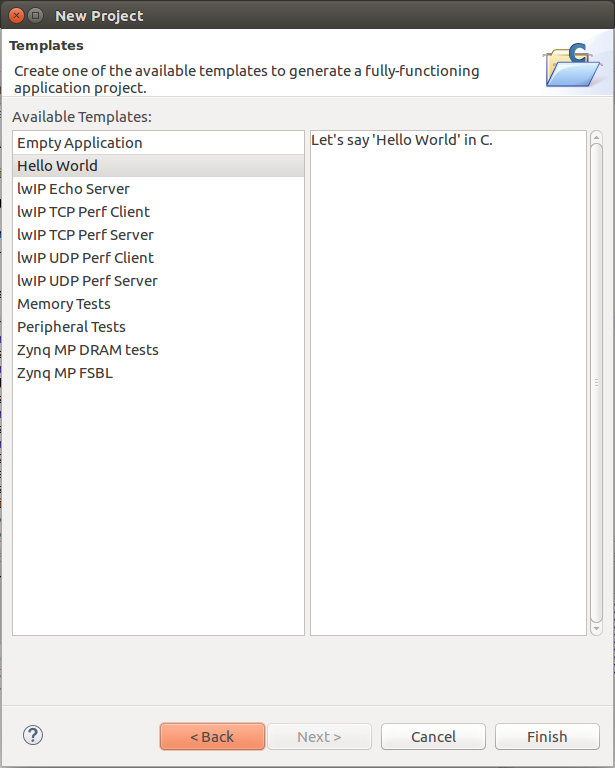 New Project
Templates
Create one of the available templates to generate a fully-functioning
application project.
C
Available Templates:
Empty Application
Hello World
lwIP Echo Server
lwIP TCP Perf Client
lwIP TCP Perf Server
lwIP UDP Perf Client
lwIP UDP Perf Server
Memory Tests
Peripheral Tests
Zynq MP DRAM tests
Zynq MP FSBL
Let's say 'Hello World' in C.
?
< Back
Next >
Cancel
Finish